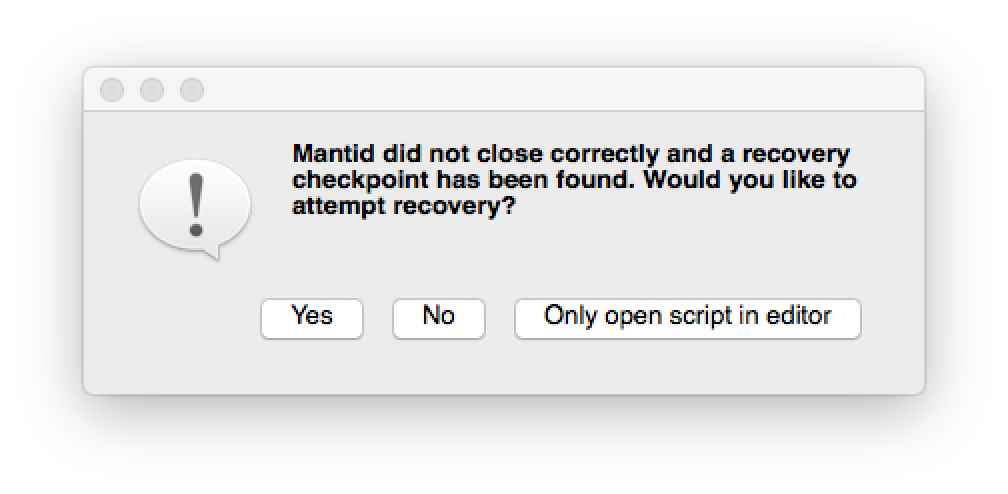 Mantid did not close correctly and a recovery
checkpoint has been found. Would you like to
attempt recovery?
Yes No Only open script in editor